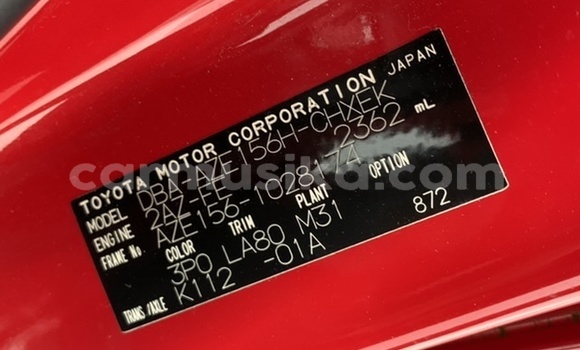 TOYOTA MOTOR CORPORATION JAPAN
MODEL DBA-AZE156H-CHXEK
ENGINE 2AZ-FE 2362 mL
FRAME No. AZE156-1028174
COLOR TRIM PLANT OPTION
3P0 LA80 M31 872
TRANS/AXLE K112 -01A
carmusika.com